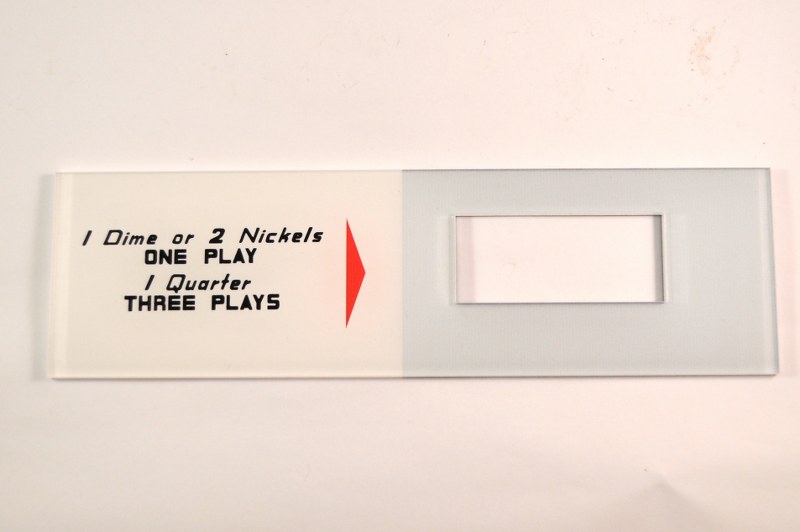 1 Dime or 2 Nickels
ONE PLAY
1 Quarter
THREE PLAYS